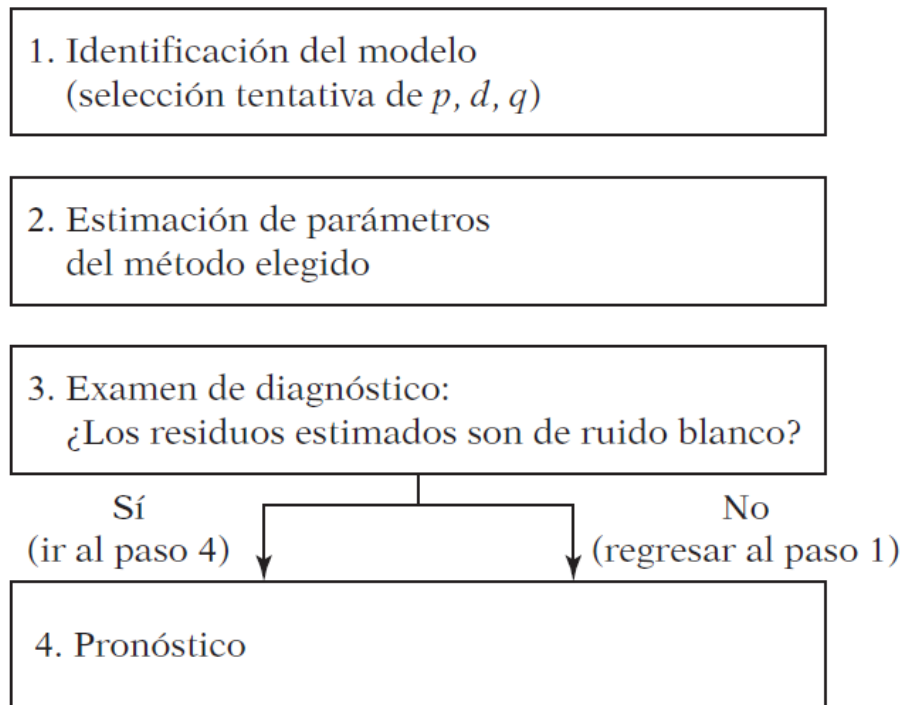 1. Identificación del modelo
(selección tentativa de p, d, q)
2. Estimación de parámetros
del método elegido
3. Examen de diagnóstico:
¿Los residuos estimados son de ruido blanco?
Sí
(ir al paso 4)
No
(regresar al paso 1)
4. Pronóstico